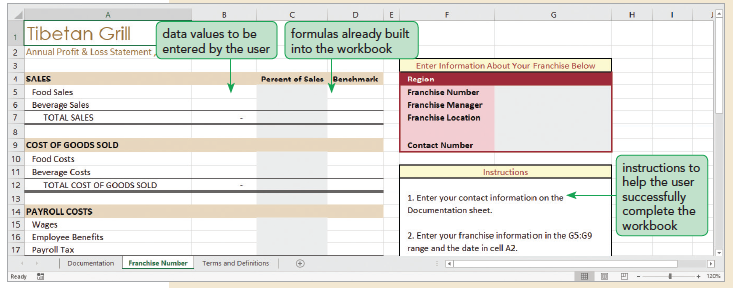 A B C D E F G H I J
1 Tibetan Grill
data values to be
entered by the user
formulas already built
into the workbook
2 Annual Profit & Loss Statement
3 Enter Information About Your Franchise Below
4 SALES Percent of Sales Benchmark Region
5 Food Sales Franchise Number
6 Beverage Sales Franchise Manager
7 TOTAL SALES - Franchise Location
8
9 COST OF GOODS SOLD Contact Number
10 Food Costs
11 Beverage Costs Instructions
12 TOTAL COST OF GOODS SOLD -
instructions to
help the user
successfully
complete the
workbook
13 1. Enter your contact information on the
14 PAYROLL COSTS Documentation sheet.
15 Wages
16 Employee Benefits 2. Enter your franchise information in the G5:G9
17 Payroll Tax range and the date in cell A2.
Documentation Franchise Number Terms and Definitions
Ready 120%